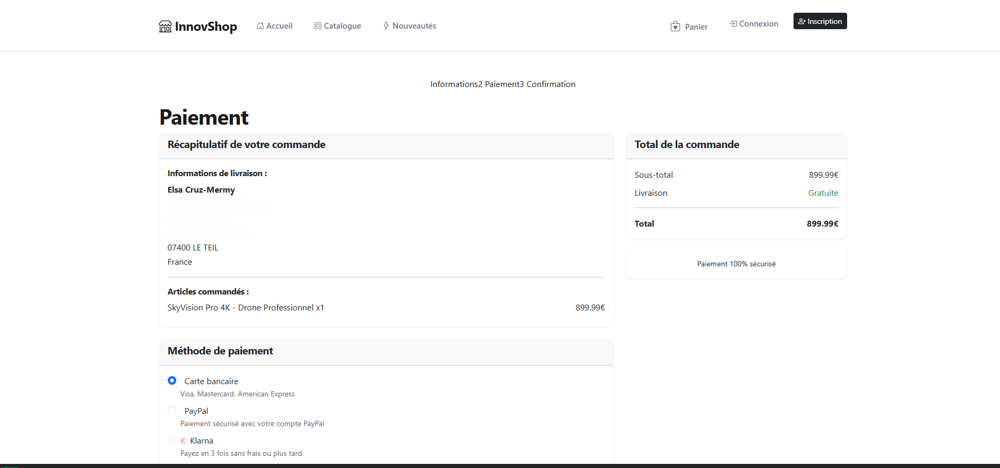 InnovShop
Accueil
Catalogue
Nouveautés
Panier
Connexion
Inscription
Informations2 Paiement3 Confirmation
Paiement
Récapitulatif de votre commande
Informations de livraison :
Elsa Cruz-Mermy
07400 LE TEIL
France
Articles commandés :
SkyVision Pro 4K - Drone Professionnel x1 899.99€
Méthode de paiement
Carte bancaire
Visa, Mastercard, American Express
PayPal
Paiement sécurisé avec votre compte PayPal
K Klarna
Payez en 3 fois sans frais ou plus tard
Total de la commande
Sous-total 899.99€
Livraison Gratuite
Total 899.99€
Paiement 100% sécurisé